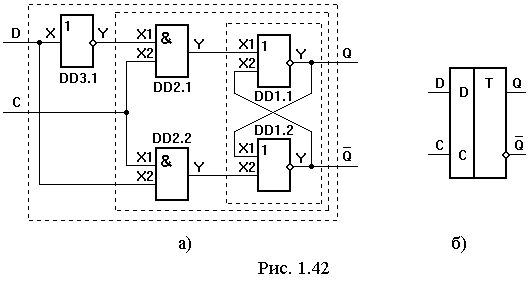 D X 1 Y X1 & Y X1 1 Y Q
X2 X2
DD3.1 DD2.1 DD1.1
C
DD2.2 DD1.2
X1 & Y X1 1 Y Q̅
X2 X2
D D T Q
C C Q̅
а) б)
Рис. 1.42